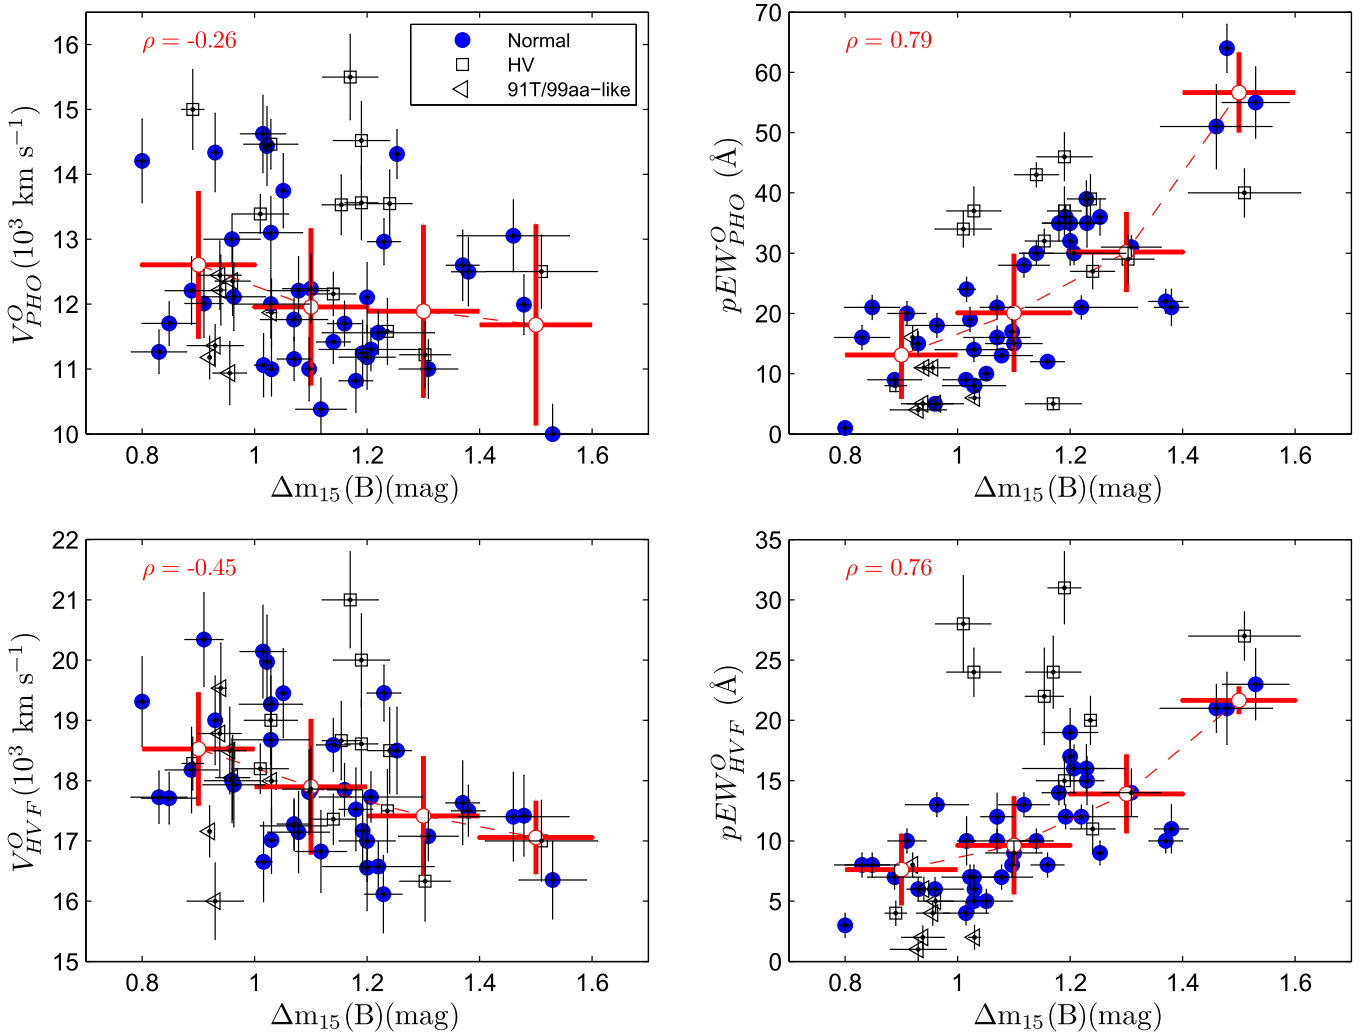 ρ = -0.26
Normal
HV
91T/99aa−like
16
15
14
13
12
11
10
0.8 1 1.2 1.4 1.6
V^O_PHO (10³ km s⁻¹)
Δm₁₅(B)(mag)
ρ = 0.79
70
60
50
40
30
20
10
0
0.8 1 1.2 1.4 1.6
pEW^O_PHO (Å)
Δm₁₅(B)(mag)
ρ = -0.45
22
21
20
19
18
17
16
15
0.8 1 1.2 1.4 1.6
V^O_HVF (10³ km s⁻¹)
Δm₁₅(B)(mag)
ρ = 0.76
35
30
25
20
15
10
5
0
0.8 1 1.2 1.4 1.6
pEW^O_HVF (Å)
Δm₁₅(B)(mag)